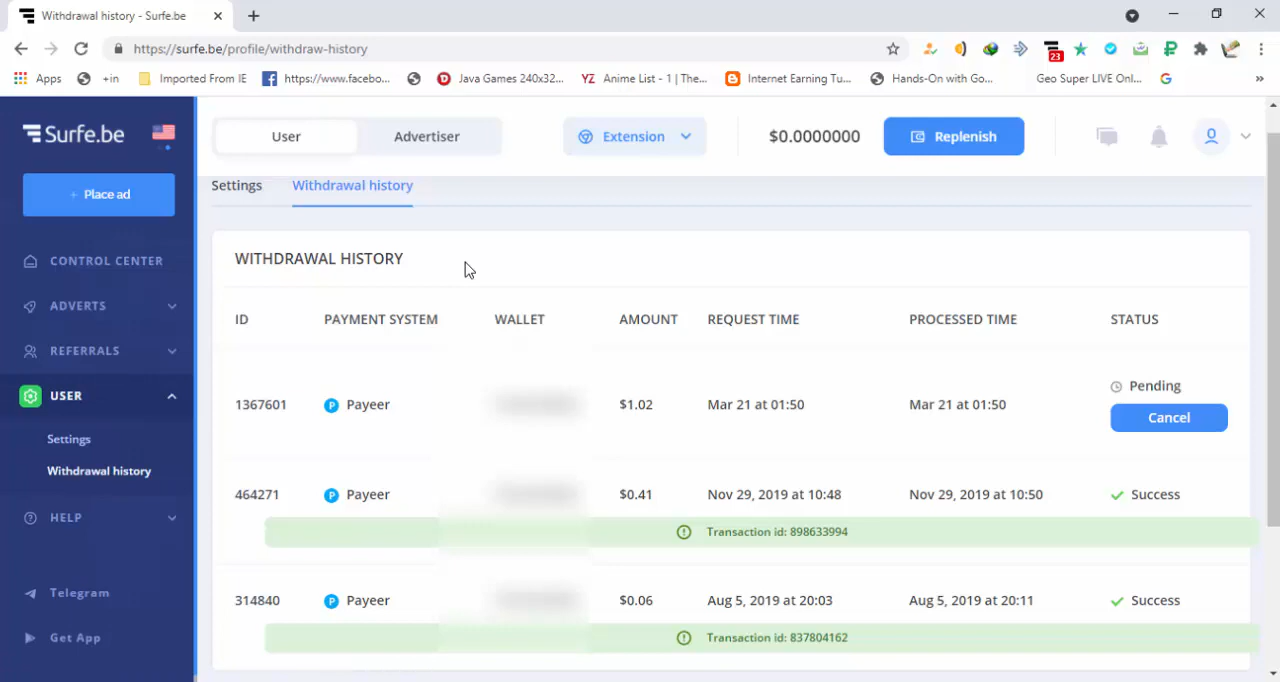 Withdrawal history - Surfe.be
https://surfe.be/profile/withdraw-history
23
Apps +in Imported From IE https://www.facebo... Java Games 240x32... YZ Anime List - 1 | The... Internet Earning Tu... Hands-On with Go... Geo Super LIVE Onl... »
Surfe.be
User Advertiser Extension $0.0000000 Replenish
+ Place ad
Settings Withdrawal history
CONTROL CENTER
ADVERTS
REFERRALS
USER
Settings
Withdrawal history
HELP
Telegram
Get App
WITHDRAWAL HISTORY
ID PAYMENT SYSTEM WALLET AMOUNT REQUEST TIME PROCESSED TIME STATUS
1367601 Payeer $1.02 Mar 21 at 01:50 Mar 21 at 01:50 Pending
Cancel
464271 Payeer $0.41 Nov 29, 2019 at 10:48 Nov 29, 2019 at 10:50 Success
Transaction id: 898633994
314840 Payeer $0.06 Aug 5, 2019 at 20:03 Aug 5, 2019 at 20:11 Success
Transaction id: 837804162